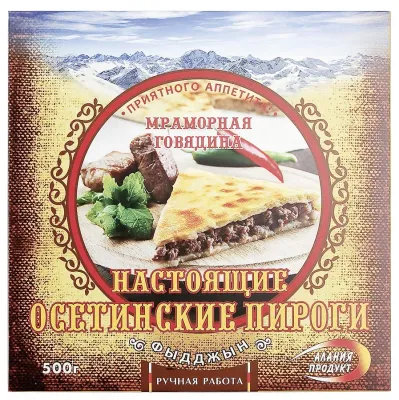 ПРИЯТНОГО АППЕТИТА
МРАМОРНАЯ
ГОВЯДИНА
НАСТОЯЩИЕ
ОСЕТИНСКИЕ ПИРОГИ
ФЫДДЖЫН
500г
АЛАНИЯ
ПРОДУКТ
РУЧНАЯ РАБОТА